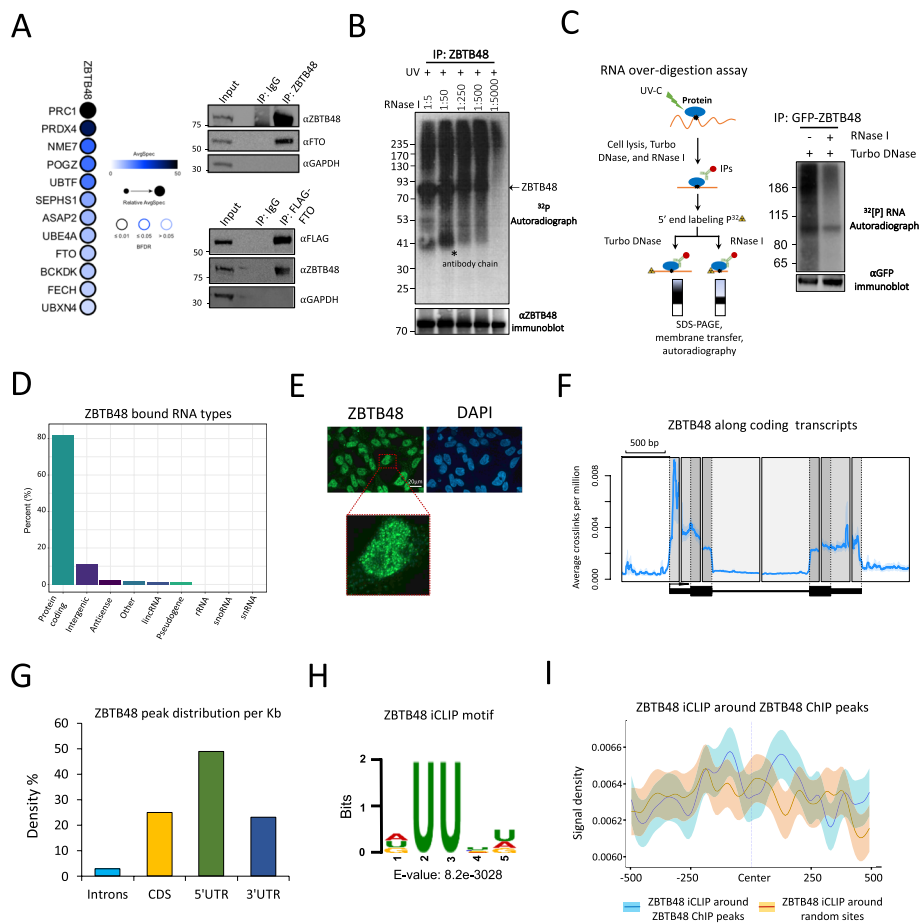 A
ZBTB48
PRC1
PRDX4
NME7
POGZ
UBTF
SEPHS1
ASAP2
UBE4A
FTO
BCKDK
FECH
UBXN4
AvgSpec
0 50
Relative AvgSpec
≤ 0.01 ≤ 0.05 > 0.05
BFDR
Input
IP: IgG
IP: ZBTB48
75
αZBTB48
75
αFTO
αGAPDH
35
Input
IP: IgG
IP: FLAG-
FTO
75
αFLAG
75
αZBTB48
αGAPDH
30
B
IP: ZBTB48
UV + + + + +
RNase I
1:5
1:50
1:250
1:500
1:5000
235
170
130
93
70
53
41
30
25
ZBTB48
32P
Autoradiograph
*
antibody chain
αZBTB48
immunoblot
70
C
RNA over-digestion assay
UV-C
Protein
Cell lysis, Turbo
DNase, and RNase I
IPs
5’ end labeling P32
Turbo DNase
RNase I
SDS-PAGE,
membrane transfer,
autoradiography
IP: GFP-ZBTB48
- + RNase I
+ + Turbo DNase
186
160
100
60
32[P] RNA
Autoradiograph
αGFP
immunoblot
D
ZBTB48 bound RNA types
Percent (%)
80
60
40
20
0
Protein
coding
Intergenic
Antisense
Other
lincRNA
Pseudogene
rRNA
snoRNA
snRNA
E
ZBTB48
DAPI
20μm
F
ZBTB48 along coding transcripts
500 bp
Average crosslinks per million
0.008
0.004
0.000
G
ZBTB48 peak distribution per Kb
Density %
60
50
40
30
20
10
0
Introns CDS 5'UTR 3'UTR
H
ZBTB48 iCLIP motif
Bits
2
1
0
1 2 3 4 5
E-value: 8.2e-3028
I
ZBTB48 iCLIP around ZBTB48 ChIP peaks
Signal density
0.0066
0.0064
0.0062
0.0060
-500 -250 Center 250 500
ZBTB48 iCLIP around
ZBTB48 ChIP peaks
ZBTB48 iCLIP around
random sites